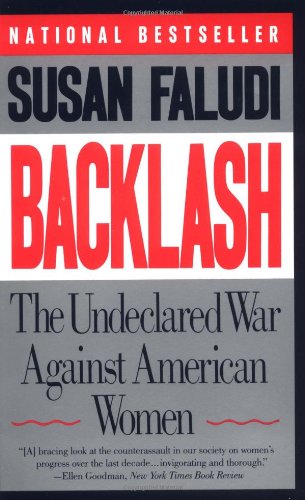 NATIONAL BESTSELLER
SUSAN FALUDI
BACKLASH
The Undeclared War
Against American
Women
"[A] bracing look at the counterassault in our society on women's
progress over the last decade...invigorating and thorough."
—Ellen Goodman, New York Times Book Review